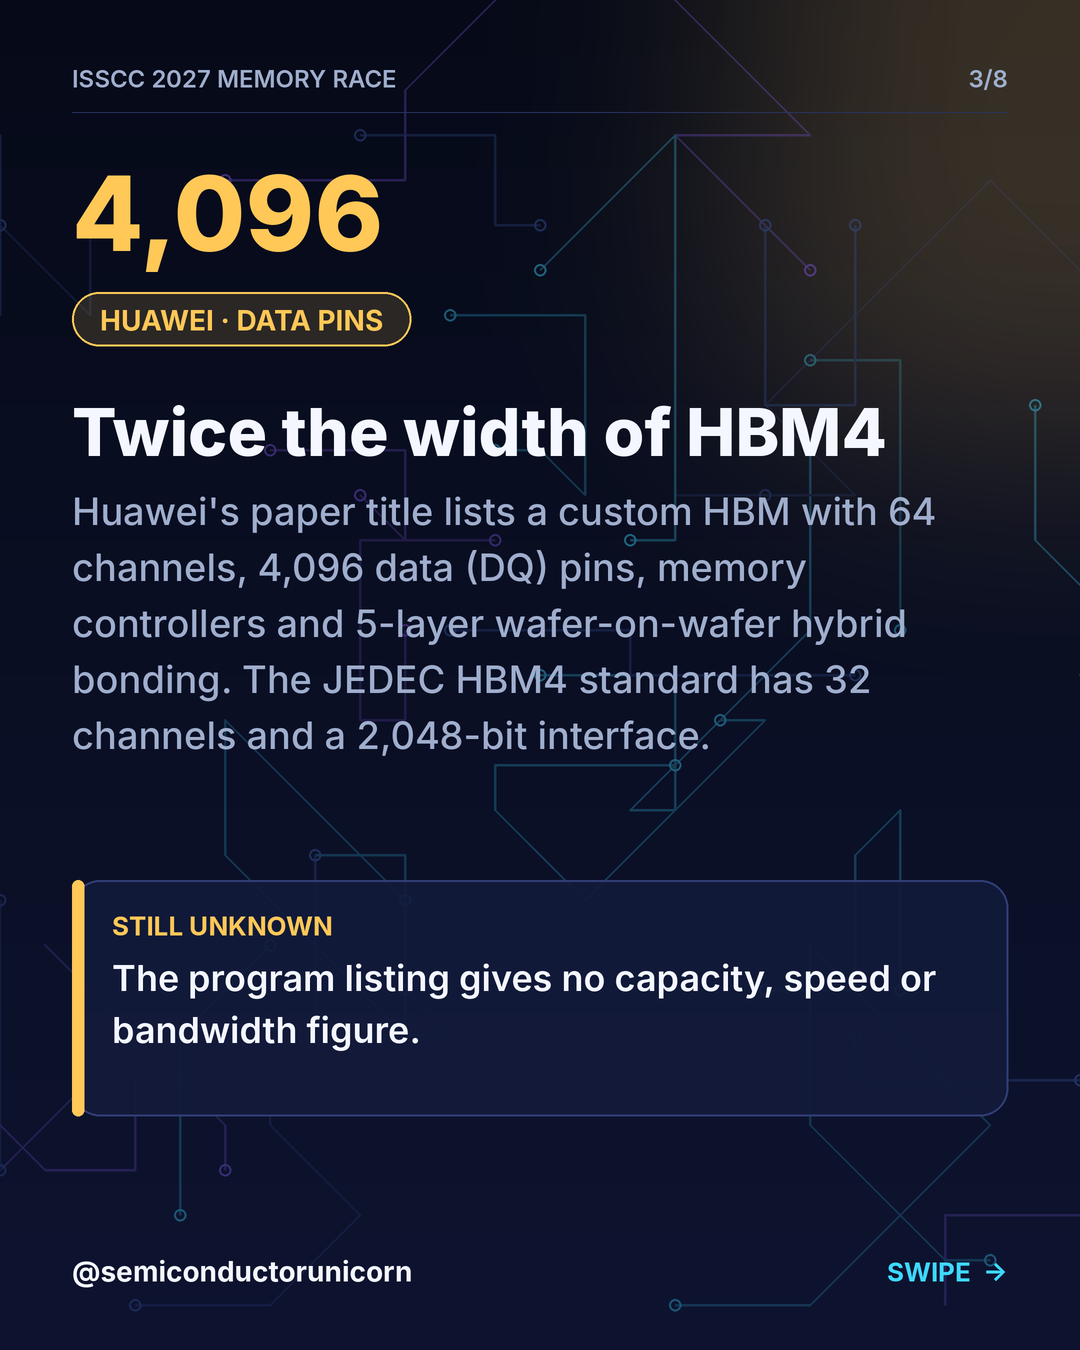 ISSCC 2027 MEMORY RACE
3/8
4,096
HUAWEI · DATA PINS
Twice the width of HBM4
Huawei's paper title lists a custom HBM with 64
channels, 4,096 data (DQ) pins, memory
controllers and 5-layer wafer-on-wafer hybrid
bonding. The JEDEC HBM4 standard has 32
channels and a 2,048-bit interface.
STILL UNKNOWN
The program listing gives no capacity, speed or
bandwidth figure.
@semiconductorunicorn
SWIPE →